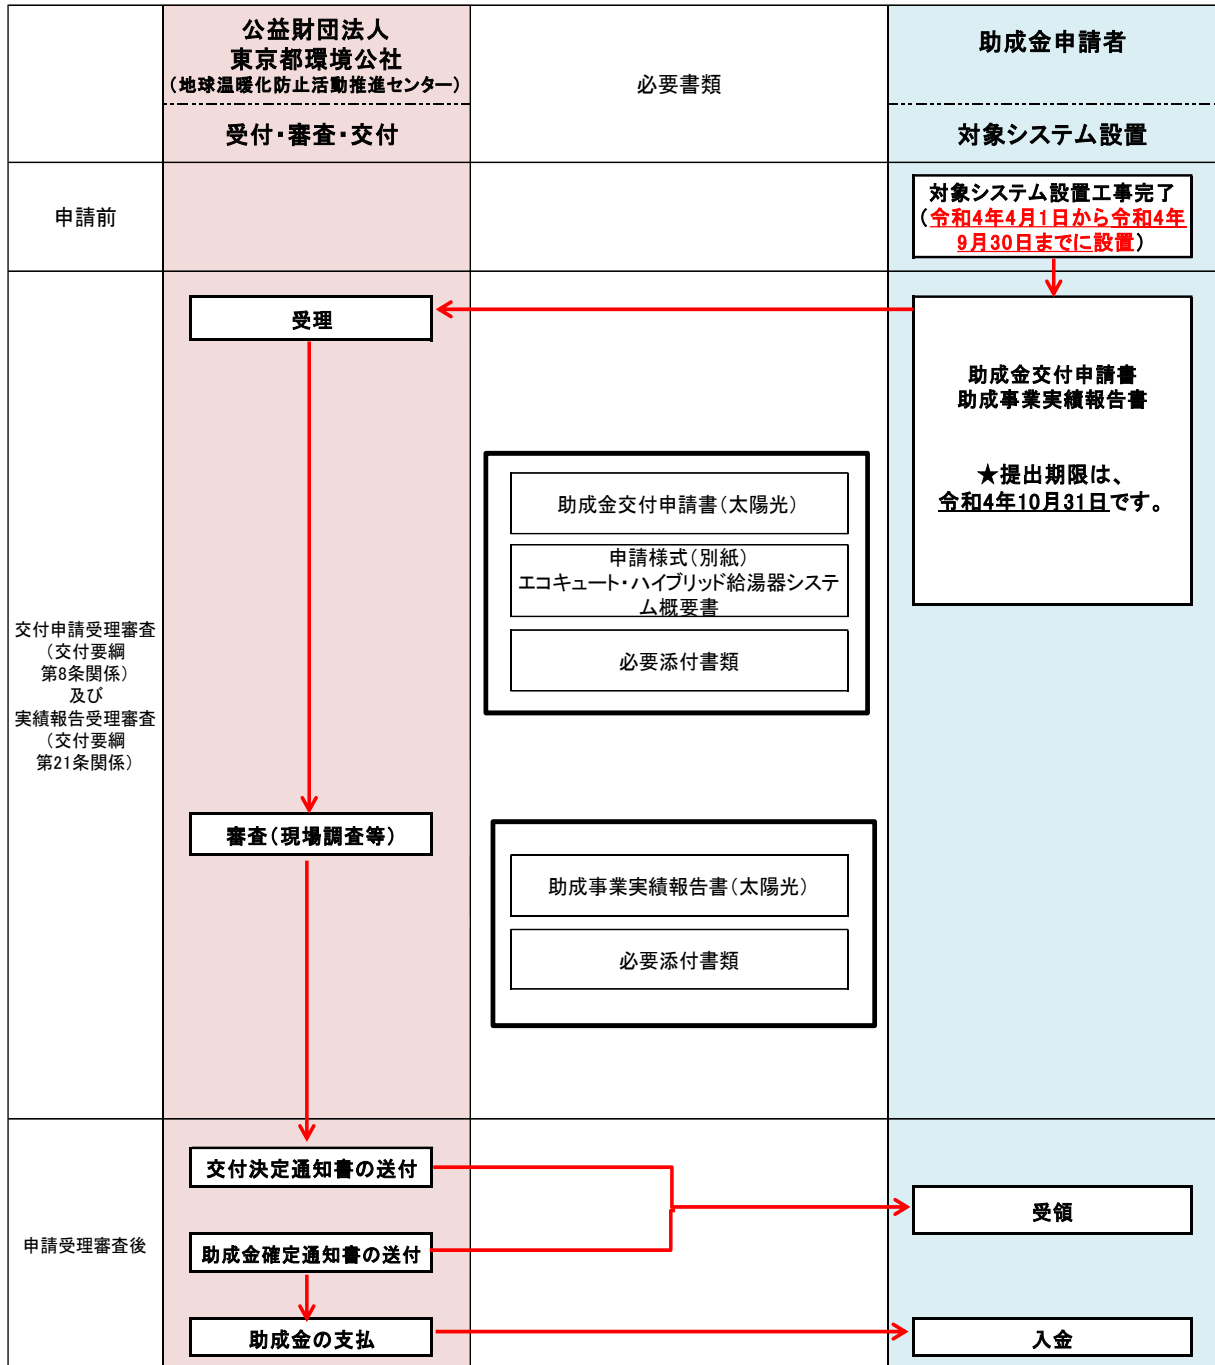 公益財団法人
東京都環境公社
(地球温暖化防止活動推進センター)
受付・審査・交付
必要書類
助成金申請者
対象システム設置
申請前
対象システム設置工事完了
(令和4年4月1日から令和4年
9月30日までに設置)
交付申請受理審査
(交付要綱
第8条関係)
及び
実績報告受理審査
(交付要綱
第21条関係)
受理
助成金交付申請書
助成事業実績報告書
★提出期限は、
令和4年10月31日です。
助成金交付申請書(太陽光)
申請様式(別紙)
エコキュート・ハイブリッド給湯器システ
ム概要書
必要添付書類
審査(現場調査等)
助成事業実績報告書(太陽光)
必要添付書類
申請受理審査後
交付決定通知書の送付
受領
助成金確定通知書の送付
助成金の支払
入金